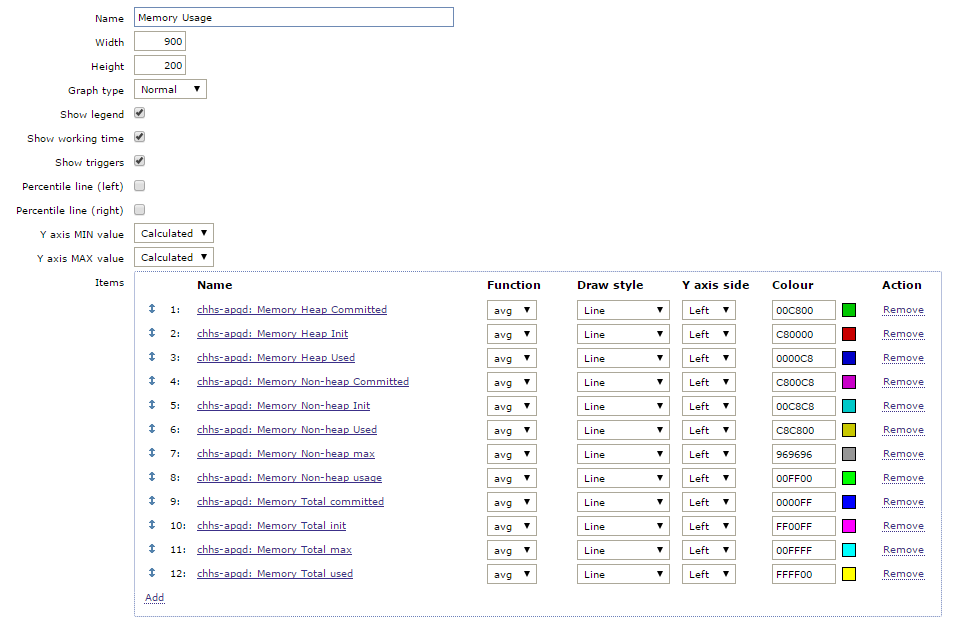 Name Memory Usage
Width 900
Height 200
Graph type Normal
Show legend
Show working time
Show triggers
Percentile line (left)
Percentile line (right)
Y axis MIN value Calculated
Y axis MAX value Calculated
Items
Name Function Draw style Y axis side Colour Action
1: chhs-apqd: Memory Heap Committed avg Line Left 00C800 Remove
2: chhs-apqd: Memory Heap Init avg Line Left C80000 Remove
3: chhs-apqd: Memory Heap Used avg Line Left 0000C8 Remove
4: chhs-apqd: Memory Non-heap Committed avg Line Left C800C8 Remove
5: chhs-apqd: Memory Non-heap Init avg Line Left 00C8C8 Remove
6: chhs-apqd: Memory Non-heap Used avg Line Left C8C800 Remove
7: chhs-apqd: Memory Non-heap max avg Line Left 969696 Remove
8: chhs-apqd: Memory Non-heap usage avg Line Left 00FF00 Remove
9: chhs-apqd: Memory Total committed avg Line Left 0000FF Remove
10: chhs-apqd: Memory Total init avg Line Left FF00FF Remove
11: chhs-apqd: Memory Total max avg Line Left 00FFFF Remove
12: chhs-apqd: Memory Total used avg Line Left FFFF00 Remove
Add